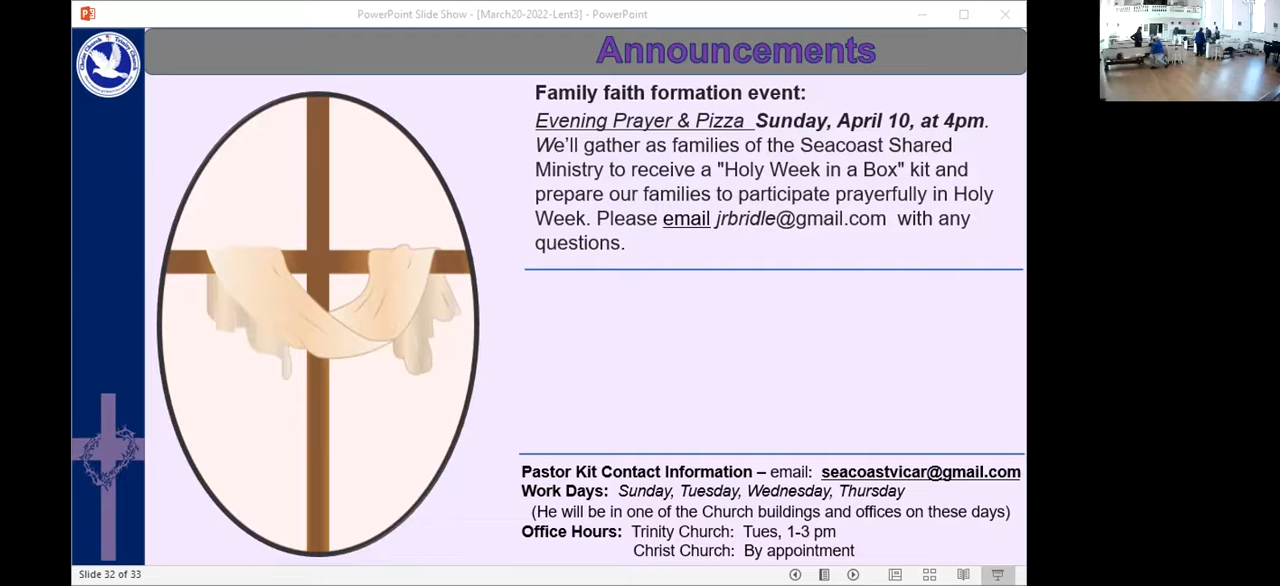 PowerPoint Slide Show - [March20-2022-Lent3] - PowerPoint
Announcements
Family faith formation event:
Evening Prayer & Pizza Sunday, April 10, at 4pm.
We’ll gather as families of the Seacoast Shared
Ministry to receive a "Holy Week in a Box" kit and
prepare our families to participate prayerfully in Holy
Week. Please email jrbridle@gmail.com with any
questions.
Pastor Kit Contact Information – email: seacoastvicar@gmail.com
Work Days: Sunday, Tuesday, Wednesday, Thursday
(He will be in one of the Church buildings and offices on these days)
Office Hours: Trinity Church: Tues, 1-3 pm
Christ Church: By appointment
Slide 32 of 33